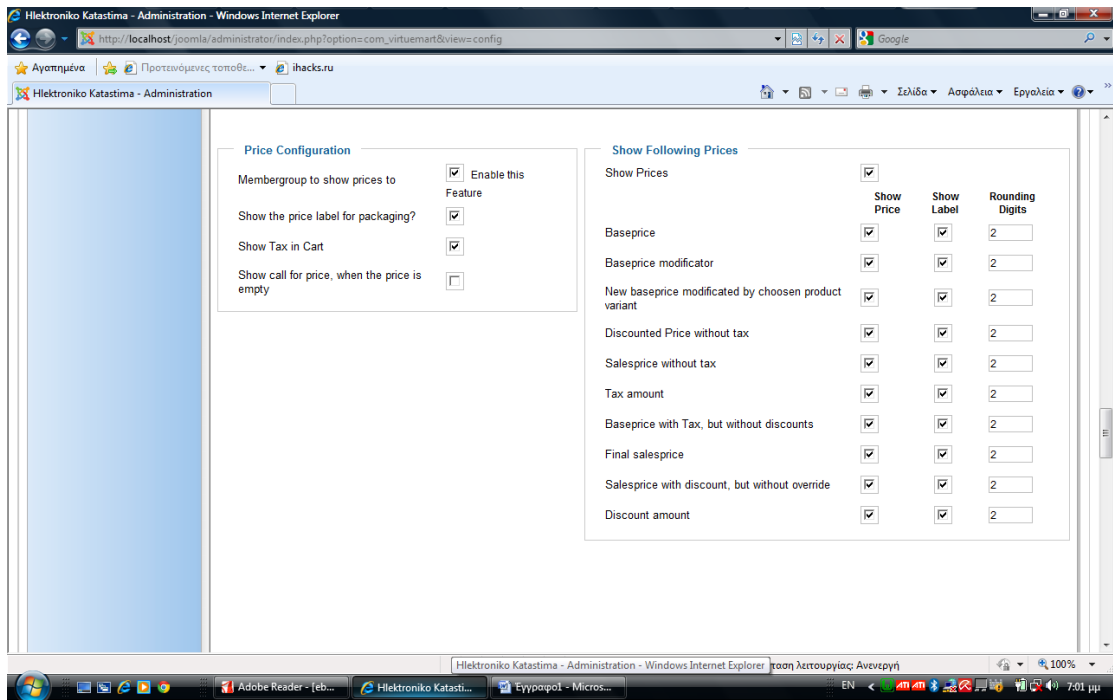 Hlektroniko Katastima - Administration - Windows Internet Explorer
http://localhost/joomla/administrator/index.php?option=com_virtuemart&view=config
Google
Αγαπημένα
Προτεινόμενες τοποθε...
ihacks.ru
Hlektroniko Katastima - Administration
Σελίδα
Ασφάλεια
Εργαλεία
»
Price Configuration
Membergroup to show prices to
Enable this Feature
Show the price label for packaging?
Show Tax in Cart
Show call for price, when the price is
empty
Show Following Prices
Show Prices
Show Price
Show Label
Rounding Digits
Baseprice 2
Baseprice modificator 2
New baseprice modificated by choosen product
variant 2
Discounted Price without tax 2
Salesprice without tax 2
Tax amount 2
Baseprice with Tax, but without discounts 2
Final salesprice 2
Salesprice with discount, but without override 2
Discount amount 2
Hlektroniko Katastima - Administration - Windows Internet Explorer
λειτουργίας: Ανενεργή
100%
Adobe Reader - [eb...
Hlektroniko Katasti...
Έγγραφο1 - Micros...
EN
7:01 μμ